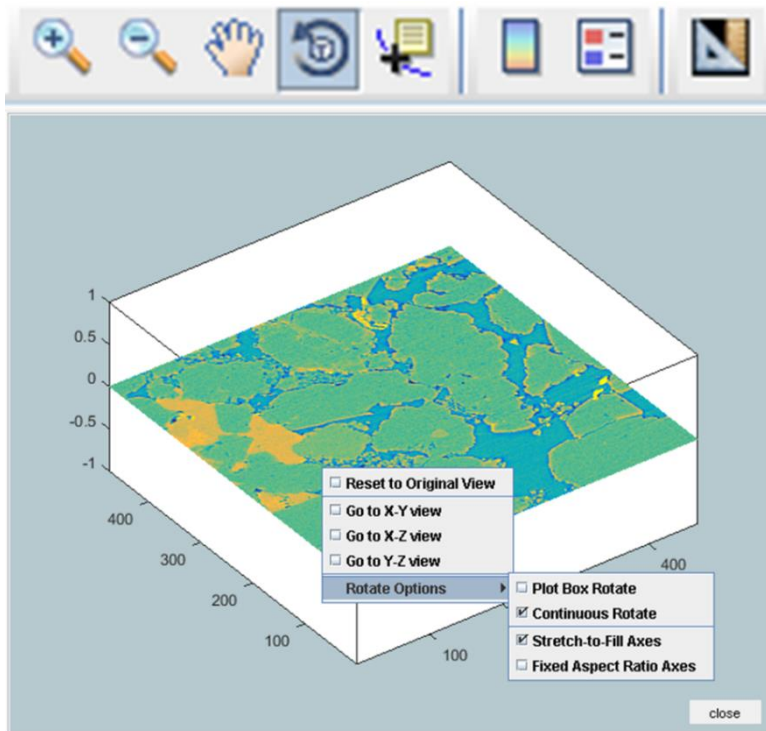 1
0.5
0
-0.5
-1
400
300
200
100
100
400
Reset to Original View
Go to X-Y view
Go to X-Z view
Go to Y-Z view
Rotate Options
Plot Box Rotate
Continuous Rotate
Stretch-to-Fill Axes
Fixed Aspect Ratio Axes
close